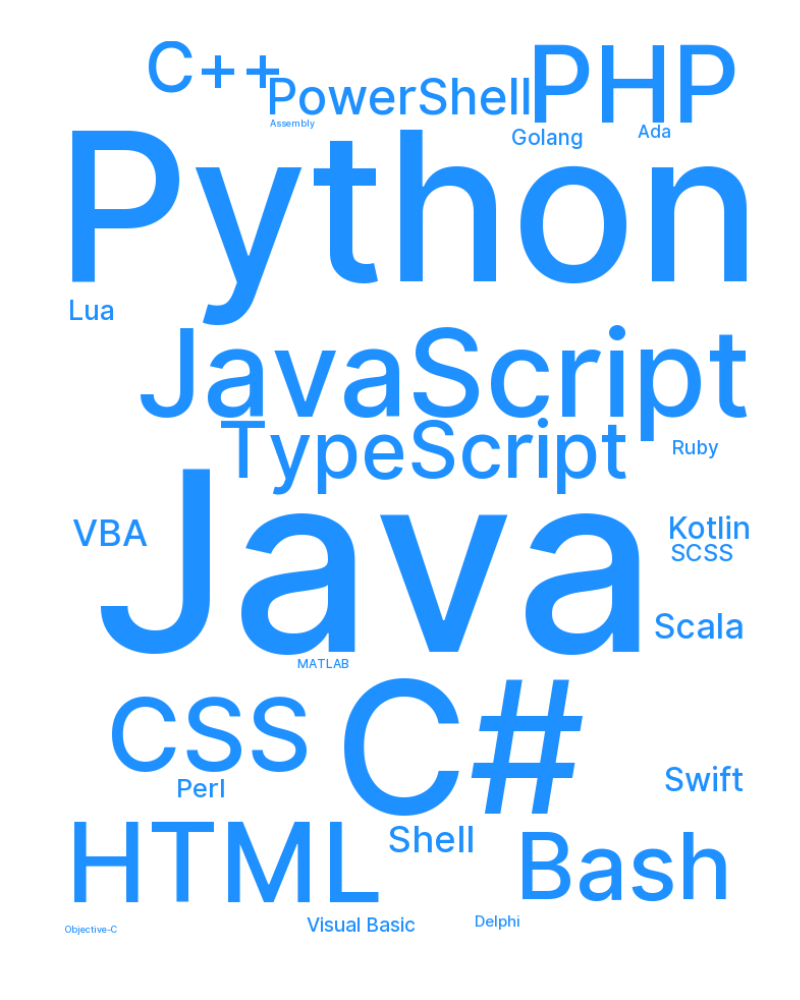 C++
PowerShell
PHP
Assembly
Golang
Ada
Python
Lua
JavaScript
TypeScript
Ruby
Java
VBA
Kotlin
SCSS
Scala
MATLAB
CSS
C#
Perl
Swift
HTML
Shell
Bash
Objective-C
Visual Basic
Delphi